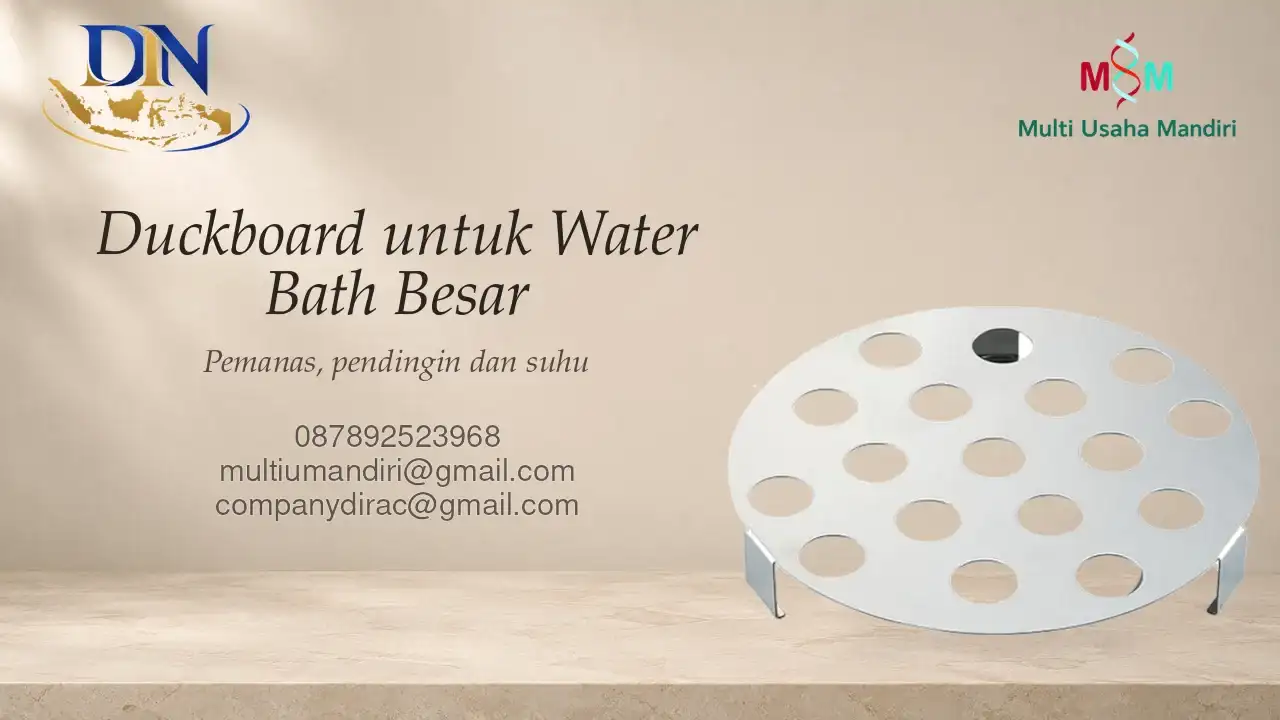 DIN
M M
Multi Usaha Mandiri
Duckboard untuk Water
Bath Besar
Pemanas, pendingin dan suhu
087892523968
multiumandiri@gmail.com
companydirac@gmail.com